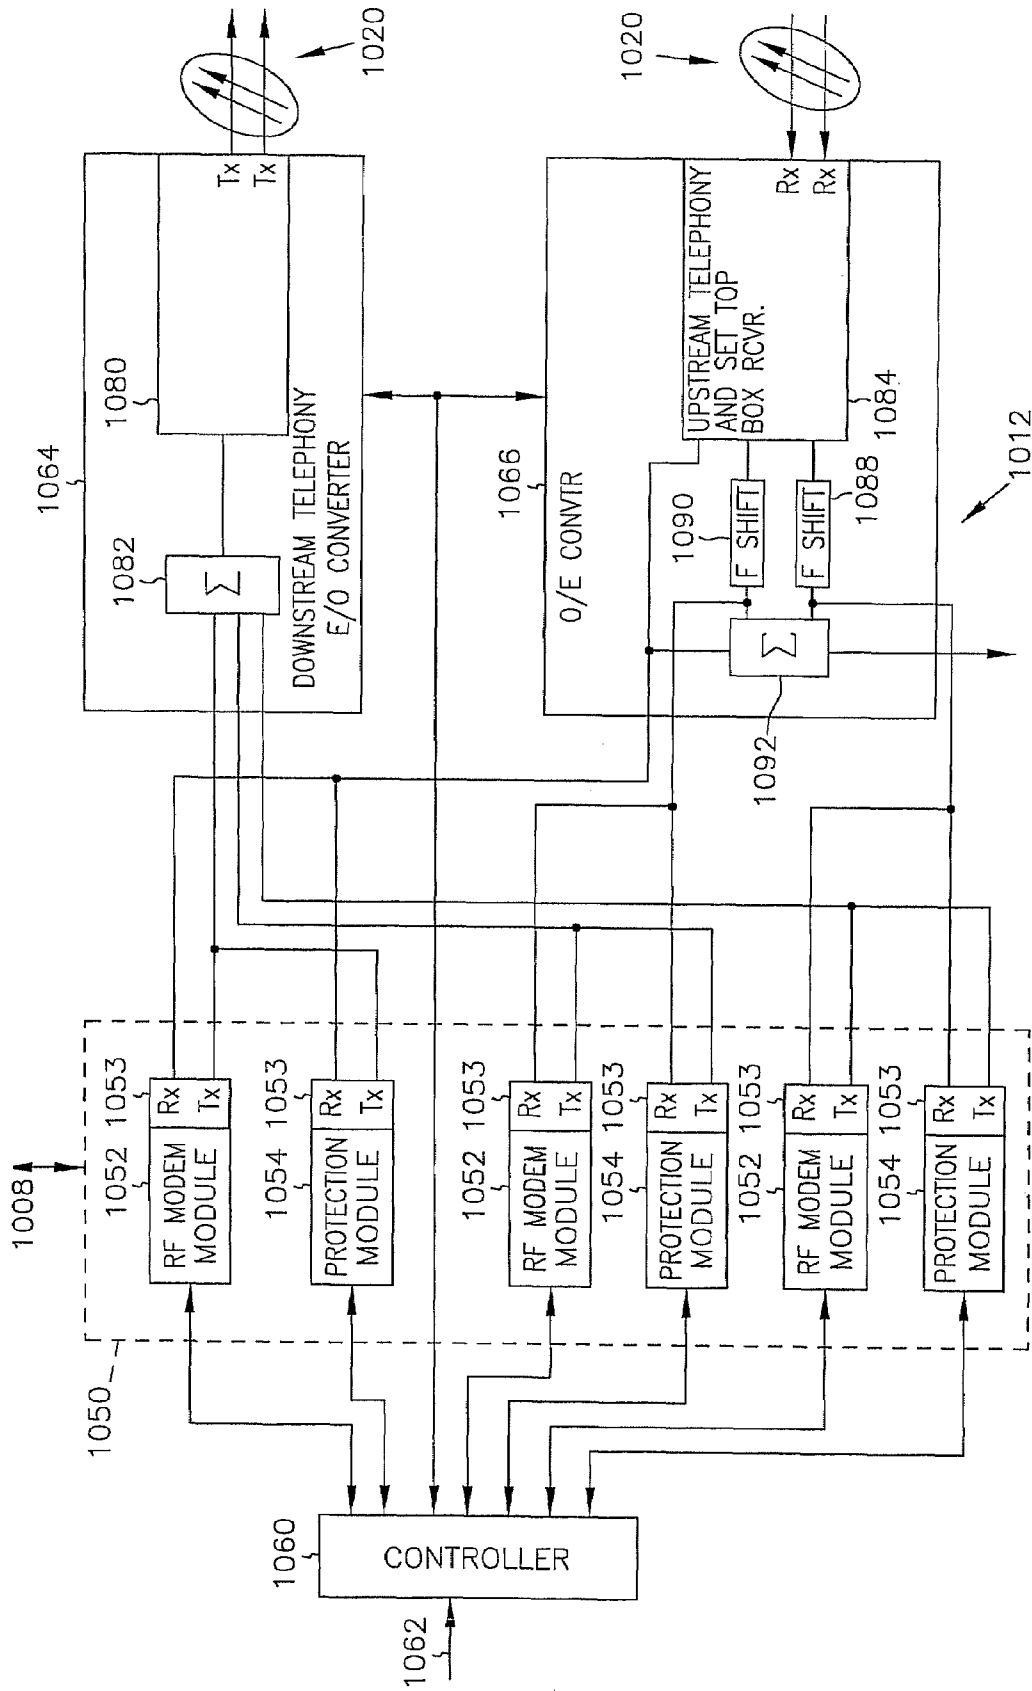 1020
1020
1064
1080
Tx
Tx
1082
Σ
DOWNSTREAM TELEPHONY
E/O CONVERTER
1066
O/E CONVTR
UPSTREAM TELEPHONY
AND SET TOP
BOX RCVR.
Rx
Rx
1084
1090
F SHIFT
F SHIFT
1088
Σ
1092
1012
1008
1050
1052
1053
RF MODEM
MODULE
Rx
Tx
1054
1053
PROTECTION
MODULE
Rx
Tx
1052
1053
RF MODEM
MODULE
Rx
Tx
1054
1053
PROTECTION
MODULE
Rx
Tx
1052
1053
RF MODEM
MODULE
Rx
Tx
1054
1053
PROTECTION
MODULE
Rx
Tx
1060
CONTROLLER
1062